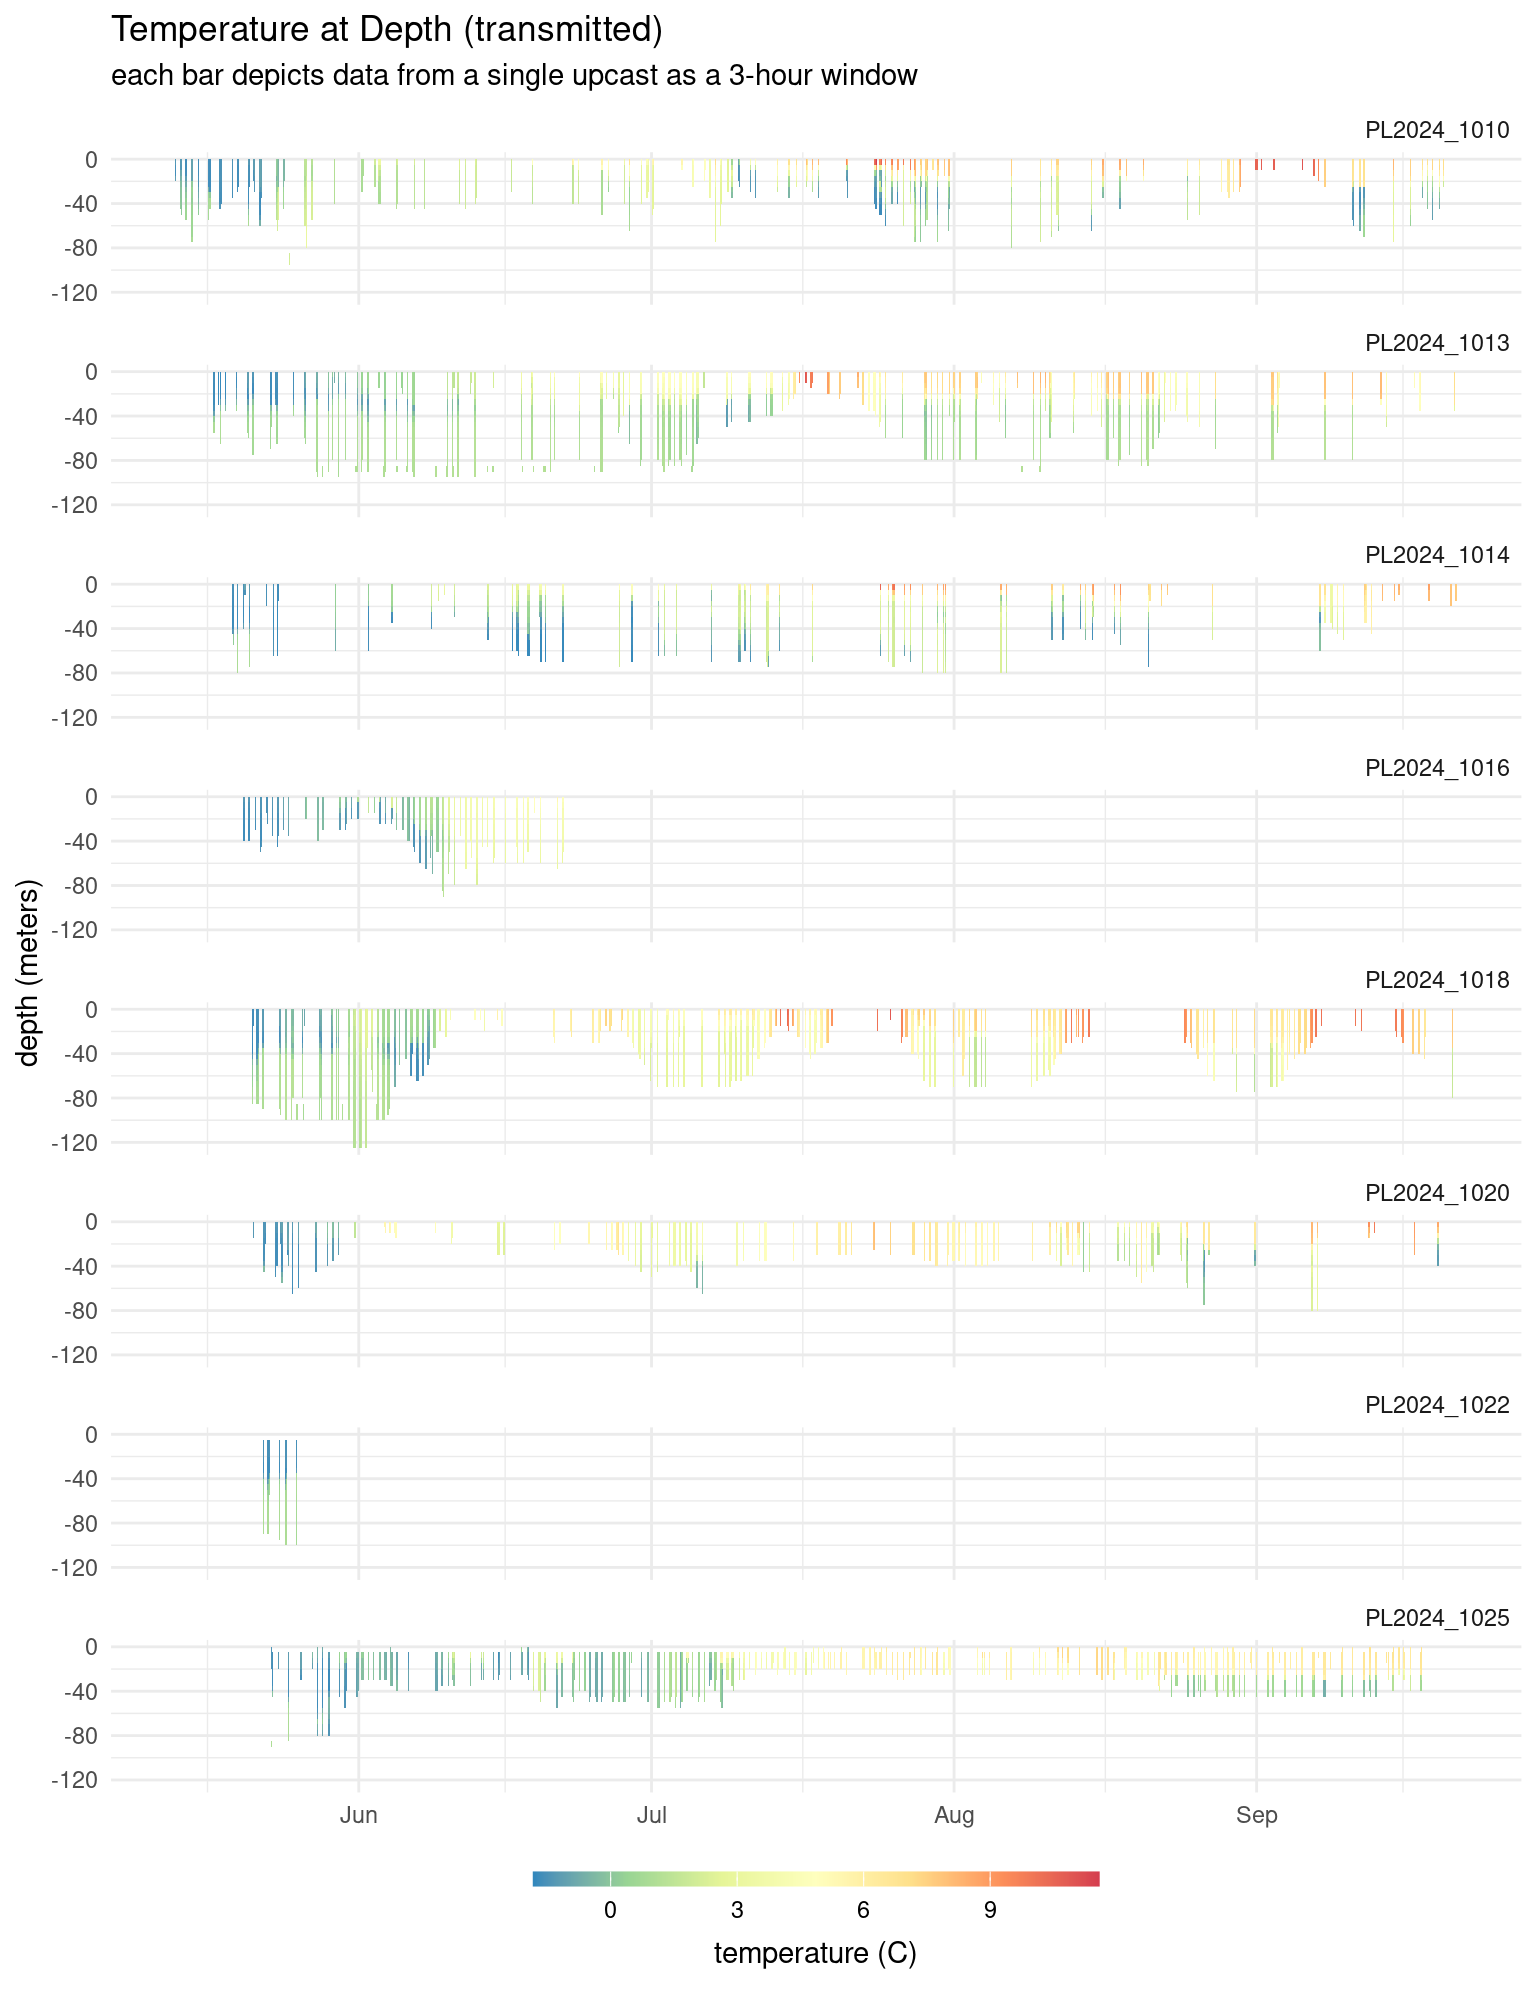 Temperature at Depth (transmitted)
each bar depicts data from a single upcast as a 3-hour window
PL2024_1010
0
-40
-80
-120
PL2024_1013
0
-40
-80
-120
PL2024_1014
0
-40
-80
-120
PL2024_1016
0
-40
-80
-120
depth (meters)
PL2024_1018
0
-40
-80
-120
PL2024_1020
0
-40
-80
-120
PL2024_1022
0
-40
-80
-120
PL2024_1025
0
-40
-80
-120
Jun Jul Aug Sep
0 3 6 9
temperature (C)